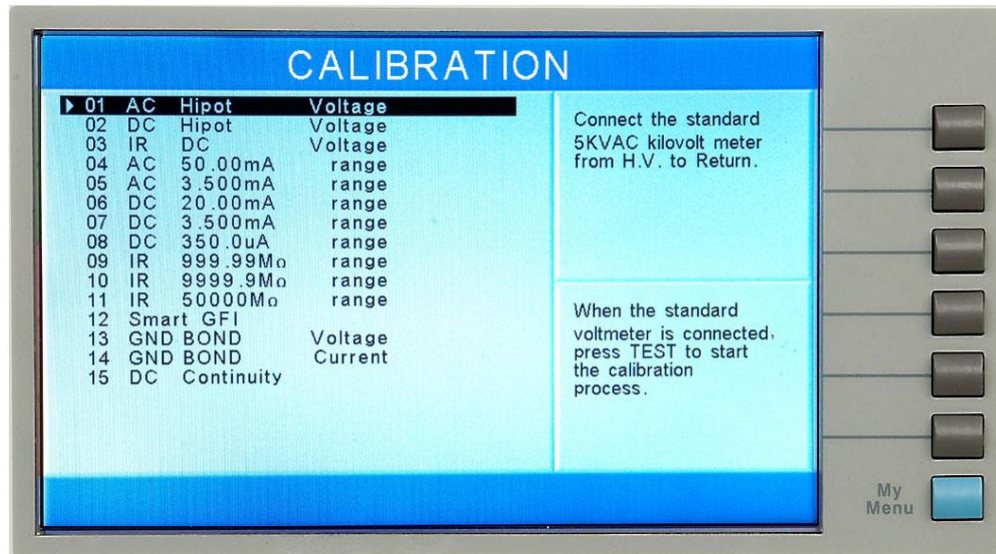 CALIBRATION
01 AC Hipot Voltage
02 DC Hipot Voltage
03 IR DC Voltage
04 AC 50.00mA range
05 AC 3.500mA range
06 DC 20.00mA range
07 DC 3.500mA range
08 DC 350.0uA range
09 IR 999.99MΩ range
10 IR 9999.9MΩ range
11 IR 50000MΩ range
12 Smart GFI
13 GND BOND Voltage
14 GND BOND Current
15 DC Continuity
Connect the standard
5KVAC kilovolt meter
from H.V. to Return.
When the standard
voltmeter is connected,
press TEST to start
the calibration
process.
My
Menu